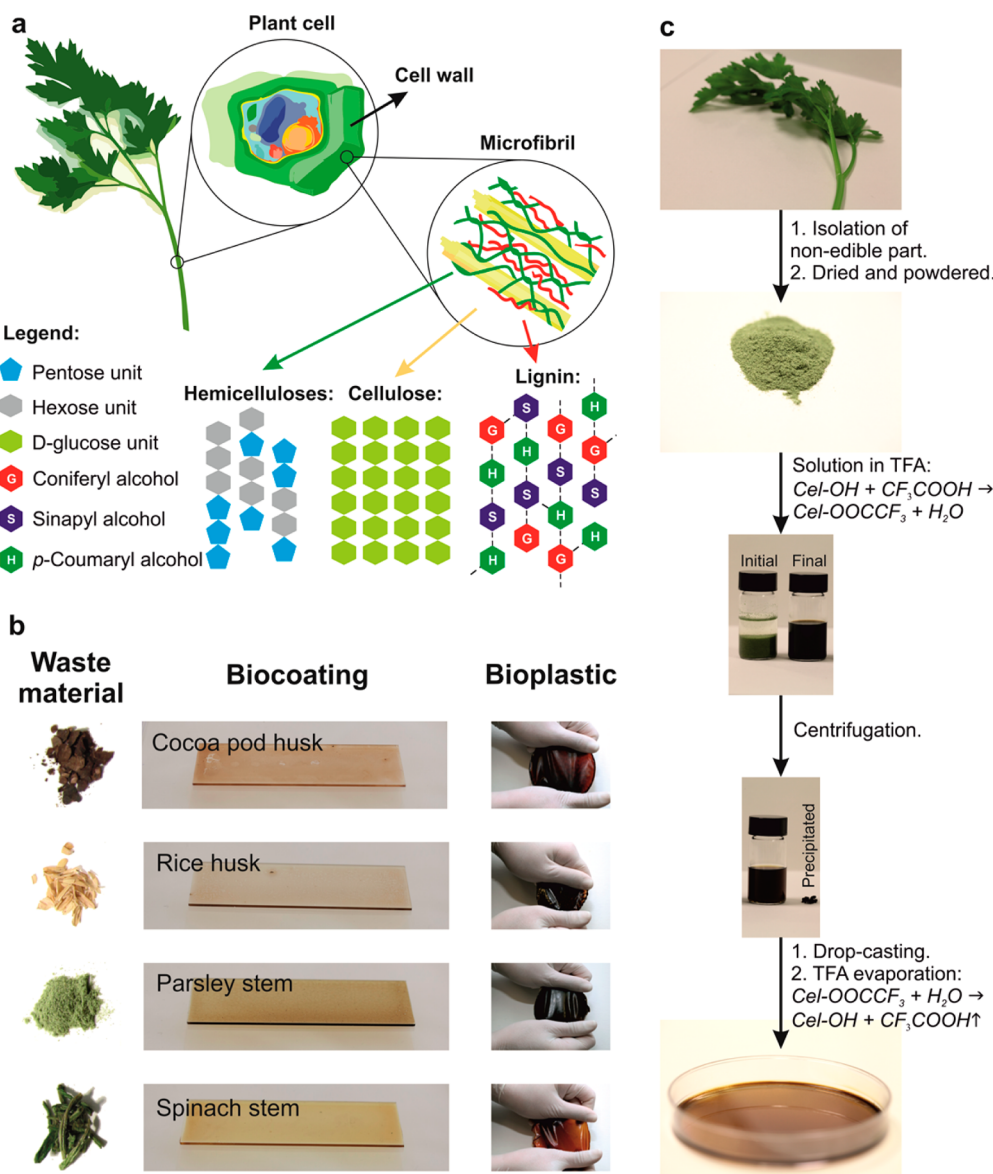 a
Plant cell
Cell wall
Microfibril
Legend:
Pentose unit
Hexose unit
D-glucose unit
G Coniferyl alcohol
S Sinapyl alcohol
H p-Coumaryl alcohol
Hemicelluloses:
Cellulose:
Lignin:
S H
G G
H G
H S
S S
S H
G H
H G
b
Waste
material
Biocoating
Bioplastic
Cocoa pod husk
Rice husk
Parsley stem
Spinach stem
c
1. Isolation of
non-edible part.
2. Dried and powdered.
Solution in TFA:
Cel-OH + CF₃COOH →
Cel-OOCCF₃ + H₂O
Initial Final
Centrifugation.
Precipitated
1. Drop-casting.
2. TFA evaporation:
Cel-OOCCF₃ + H₂O →
Cel-OH + CF₃COOH↑